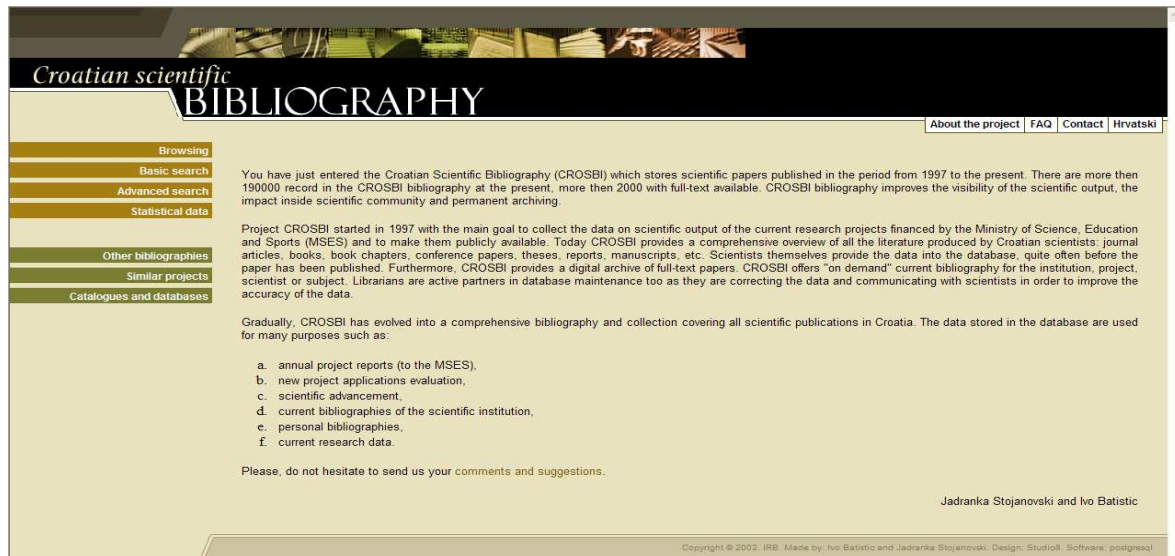 Croatian scientific
BIBLIOGRAPHY
About the project FAQ Contact Hrvatski
Browsing
Basic search
Advanced search
Statistical data
Other bibliographies
Similar projects
Catalogues and databases
You have just entered the Croatian Scientific Bibliography (CROSBI) which stores scientific papers published in the period from 1997 to the present. There are more then
190000 record in the CROSBI bibliography at the present, more then 2000 with full-text available. CROSBI bibliography improves the visibility of the scientific output, the
impact inside scientific community and permanent archiving.
Project CROSBI started in 1997 with the main goal to collect the data on scientific output of the current research projects financed by the Ministry of Science, Education
and Sports (MSES) and to make them publicly available. Today CROSBI provides a comprehensive overview of all the literature produced by Croatian scientists: journal
articles, books, book chapters, conference papers, theses, reports, manuscripts, etc. Scientists themselves provide the data into the database, quite often before the
paper has been published. Furthermore, CROSBI provides a digital archive of full-text papers. CROSBI offers "on demand" current bibliography for the institution, project,
scientist or subject. Librarians are active partners in database maintenance too as they are correcting the data and communicating with scientists in order to improve the
accuracy of the data.
Gradually, CROSBI has evolved into a comprehensive bibliography and collection covering all scientific publications in Croatia. The data stored in the database are used
for many purposes such as:
a. annual project reports (to the MSES),
b. new project applications evaluation,
c. scientific advancement,
d. current bibliographies of the scientific institution,
e. personal bibliographies,
f. current research data.
Please, do not hesitate to send us your comments and suggestions.
Jadranka Stojanovski and Ivo Batistic
Copyright © 2002. IRB. Made by: Ivo Batistic and Jadranka Stojanovski. Design: Studio8. Software: postgresql